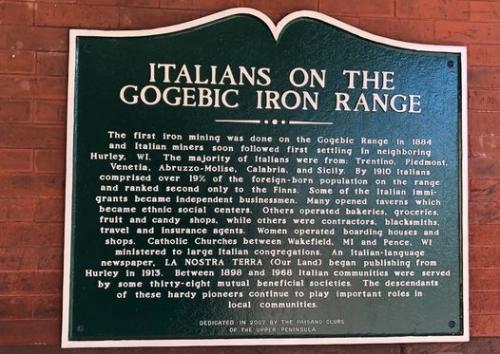 ITALIANS ON THE
GOGEBIC IRON RANGE
The first iron mining was done on the Gogebic Range in 1884
and Italian miners soon followed first settling in neighboring
Hurley, WI. The majority of Italians were from: Trentino, Piedmont,
Venetia, Abruzzo-Molise, Calabria, and Sicily. By 1910 Italians
comprised over 19% of the foreign-born population on the range
and ranked second only to the Finns. Some of the Italian immi-
grants became independent businessmen. Many opened taverns which
became ethnic social centers. Others operated bakeries, groceries,
fruit and candy shops, while others were contractors, blacksmiths,
travel and insurance agents. Women operated boarding houses and
shops. Catholic Churches between Wakefield, MI and Pence, WI
ministered to large Italian congregations. An Italian-language
newspaper, LA NOSTRA TERRA (Our Land) began publishing from
Hurley in 1913. Between 1898 and 1968 Italian communities were served
by some thirty-eight mutual beneficial societies. The descendants
of these hardy pioneers continue to play important roles in
local communities.
DEDICATED IN 2007 BY THE PAISANO CLUBS
OF THE UPPER PENINSULA